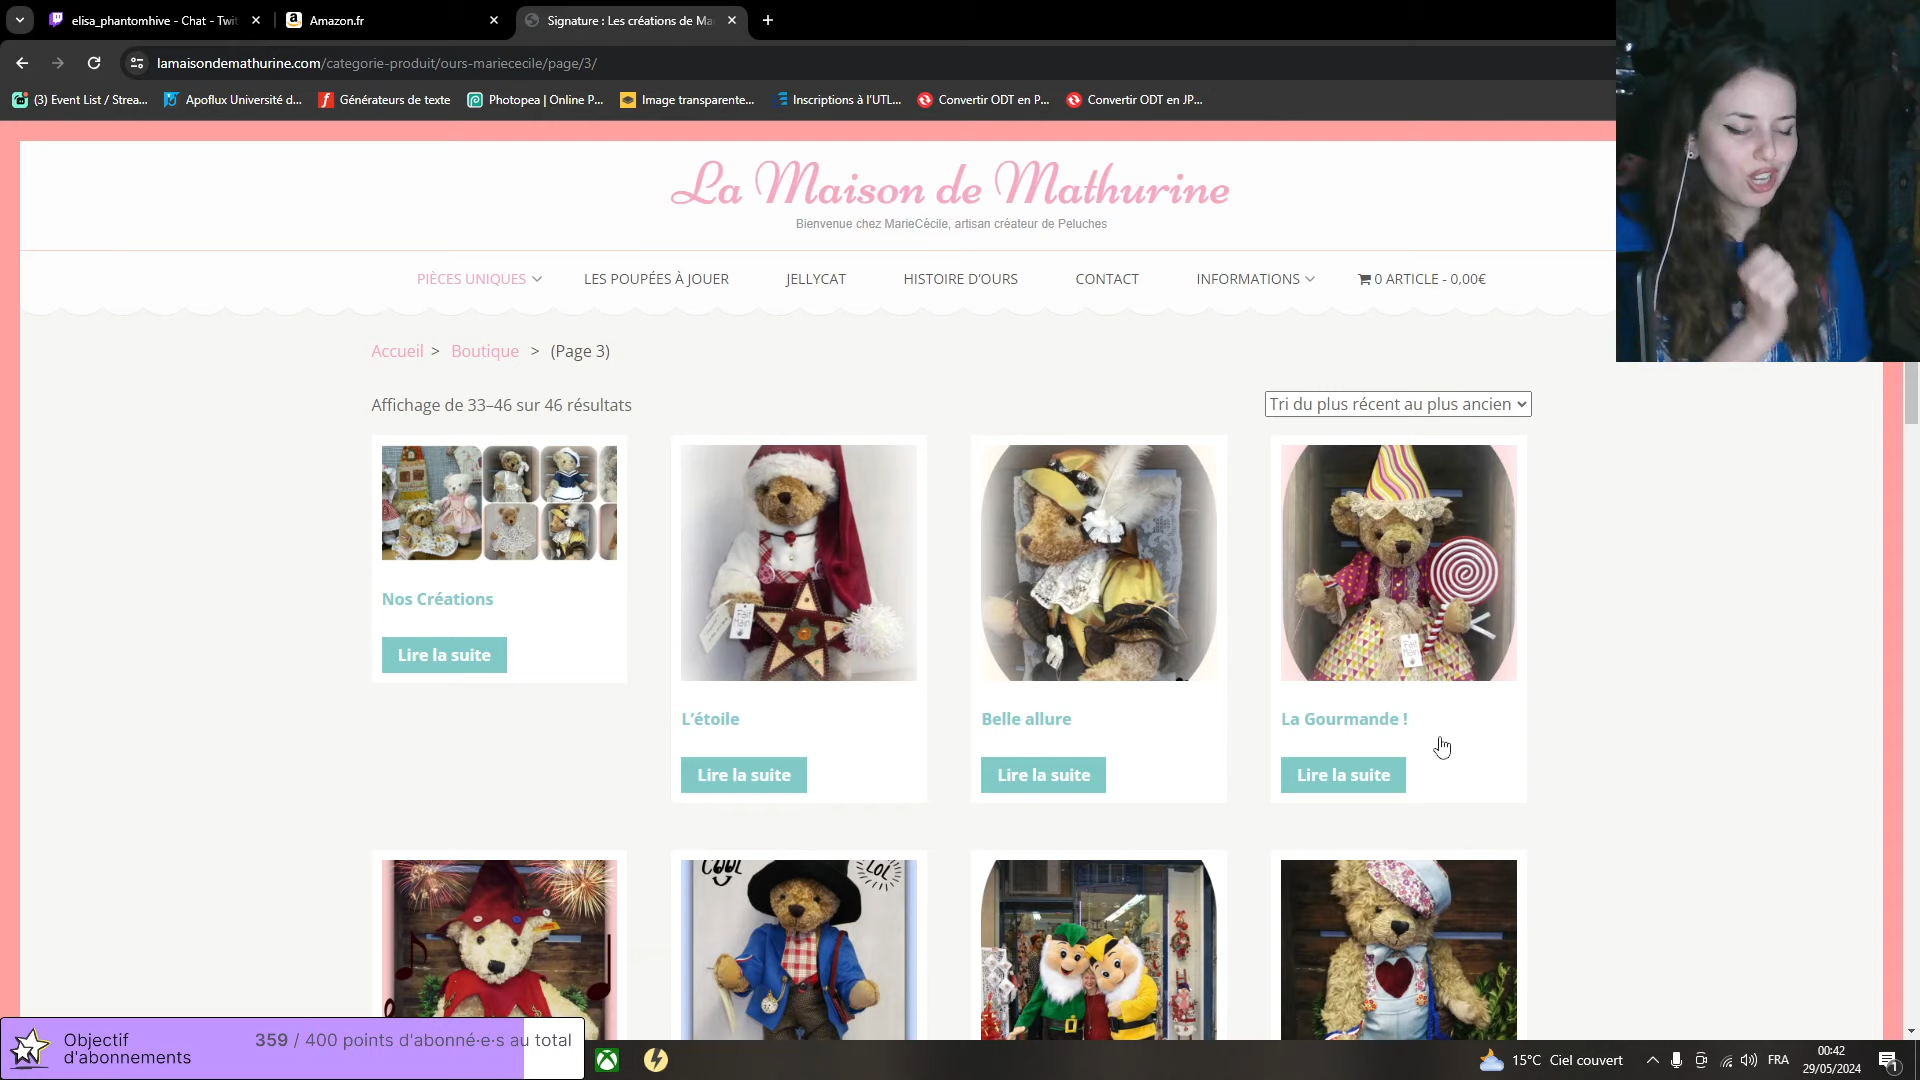 elisa_phantomhive - Chat - Twi
Amazon.fr
Signature : Les créations de Ma
lamaisondemathurine.com/categorie-produit/ours-mariececile/page/3/
(3) Event List / Strea...
Apoflux Université d...
Générateurs de texte
Photopea | Online P...
Image transparente...
Inscriptions à l'UTL...
Convertir ODT en P...
Convertir ODT en JP...
La Maison de Mathurine
Bienvenue chez MarieCécile, artisan créateur de Peluches
PIÈCES UNIQUES
LES POUPÉES À JOUER
JELLYCAT
HISTOIRE D'OURS
CONTACT
INFORMATIONS
0 ARTICLE - 0,00€
Accueil > Boutique > (Page 3)
Affichage de 33–46 sur 46 résultats
Tri du plus récent au plus ancien
Nos Créations
Lire la suite
L'étoile
Lire la suite
Belle allure
Lire la suite
La Gourmande !
Lire la suite
COOL
LOL
Objectif
d'abonnements
359 / 400 points d'abonné·e·s au total
15°C Ciel couvert
FRA
00:42
29/05/2024
1